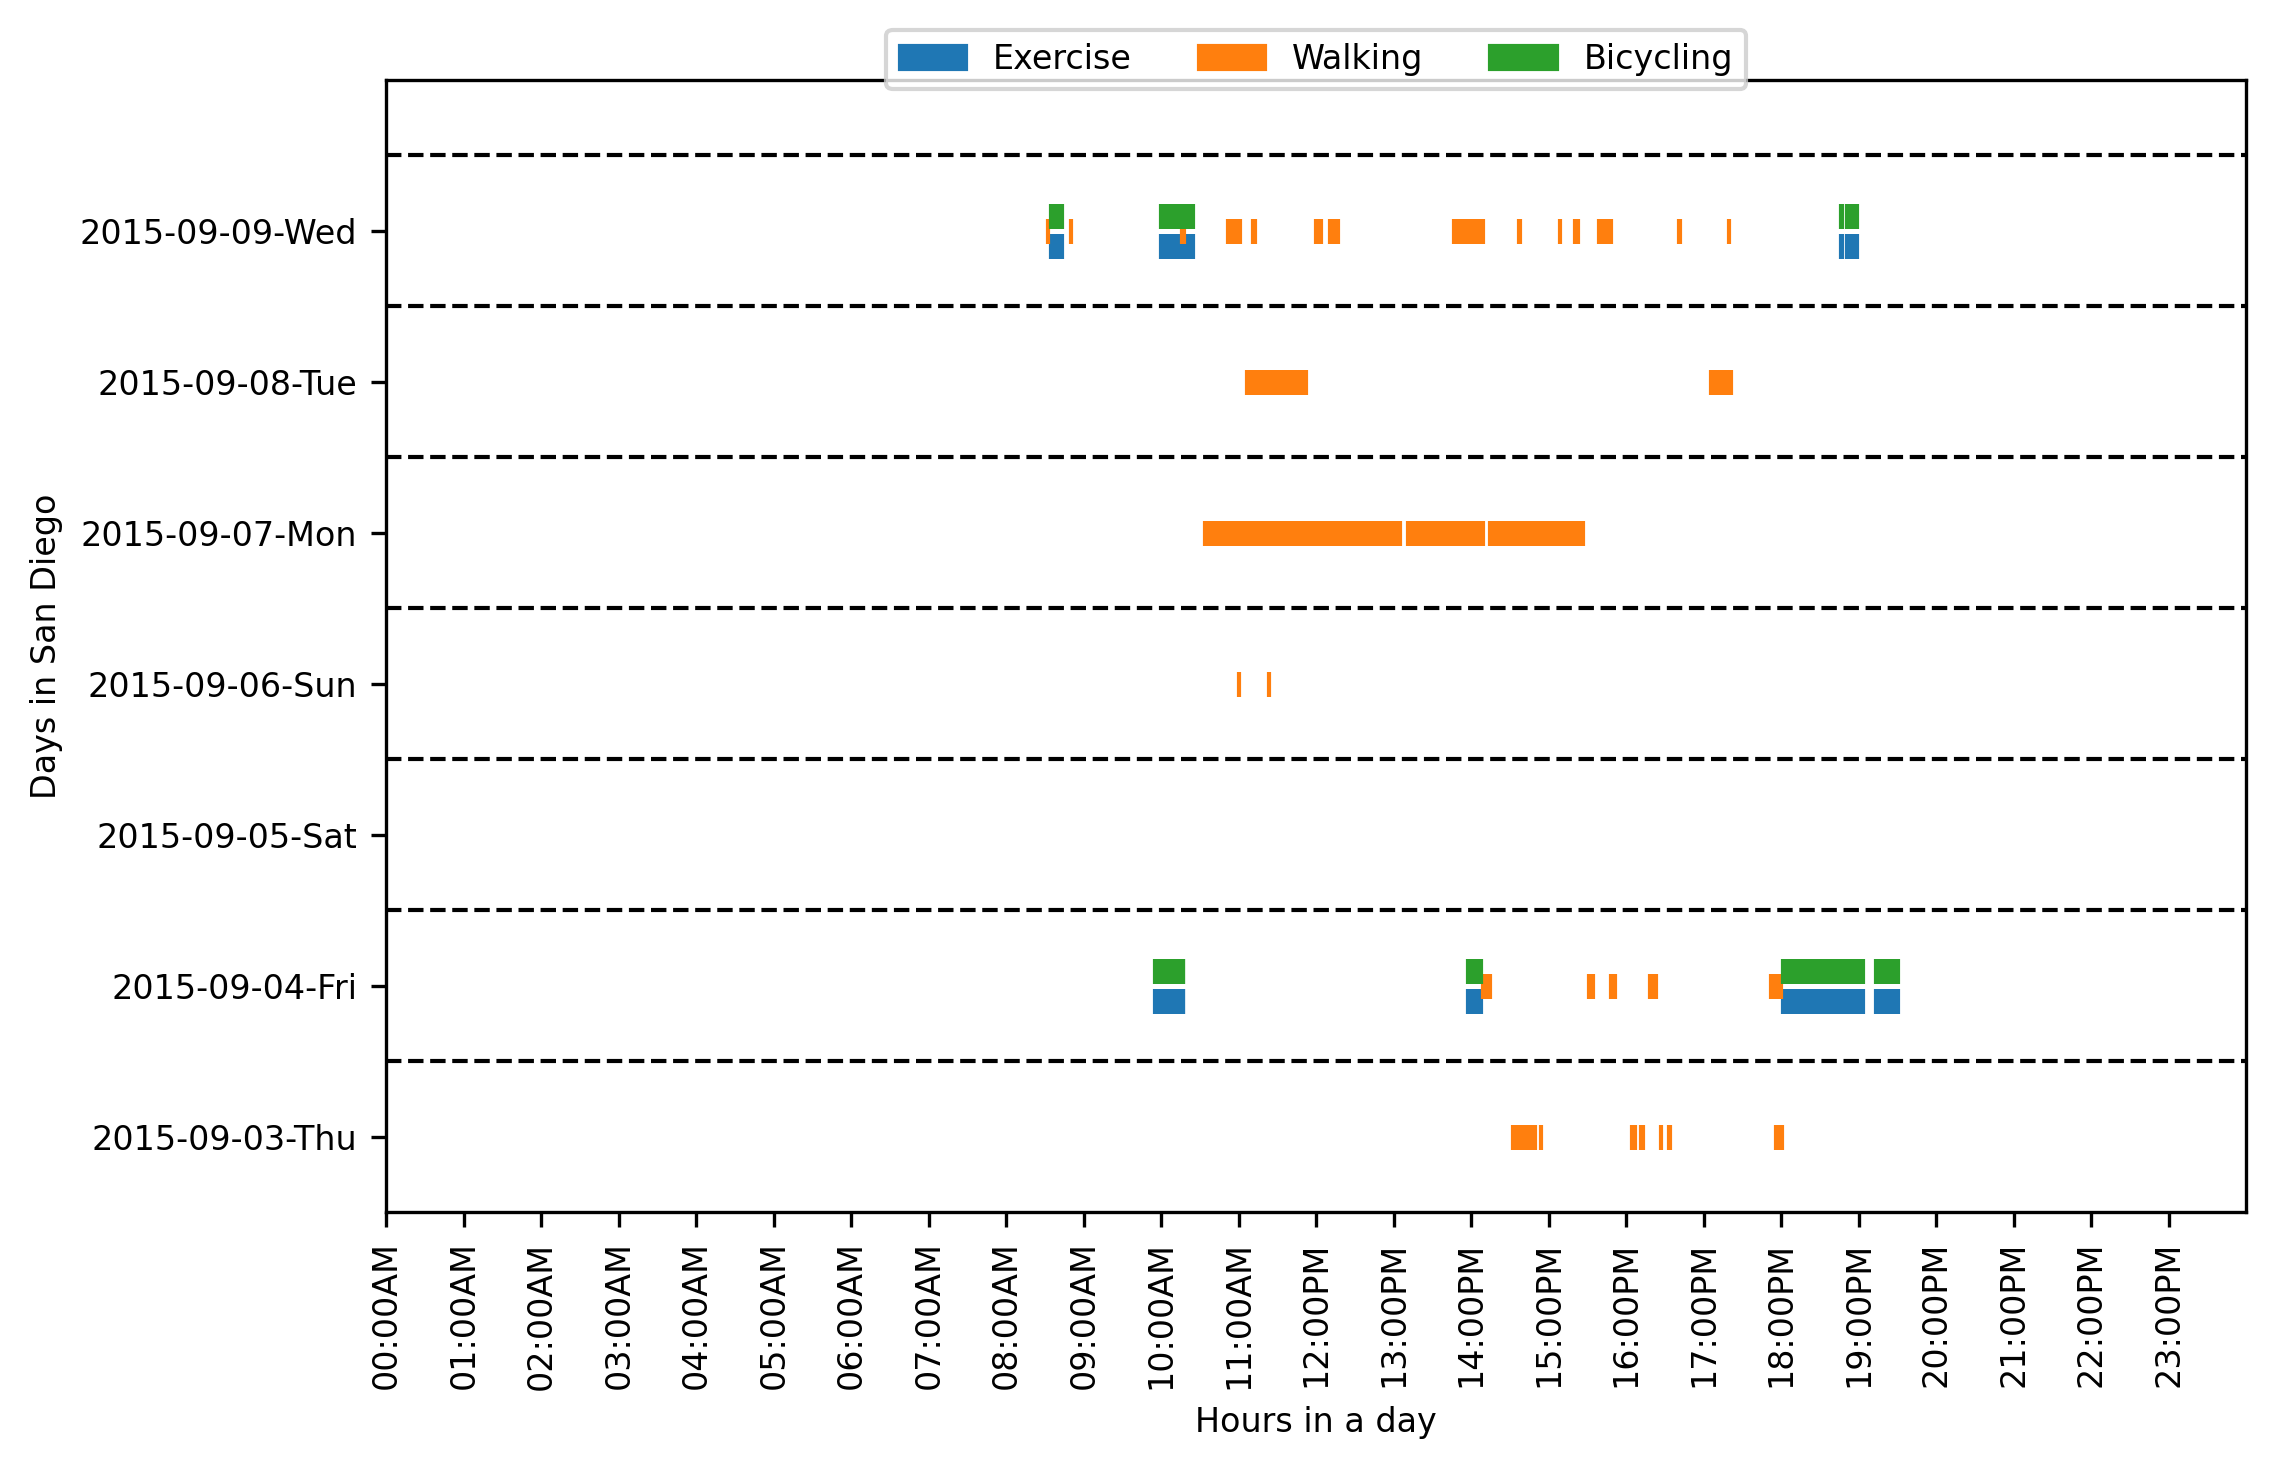 Exercise Walking Bicycling
2015-09-09-Wed
2015-09-08-Tue
2015-09-07-Mon
2015-09-06-Sun
2015-09-05-Sat
2015-09-04-Fri
2015-09-03-Thu
Days in San Diego
00:00AM
01:00AM
02:00AM
03:00AM
04:00AM
05:00AM
06:00AM
07:00AM
08:00AM
09:00AM
10:00AM
11:00AM
12:00PM
13:00PM
14:00PM
15:00PM
16:00PM
17:00PM
18:00PM
19:00PM
20:00PM
21:00PM
22:00PM
23:00PM
Hours in a day